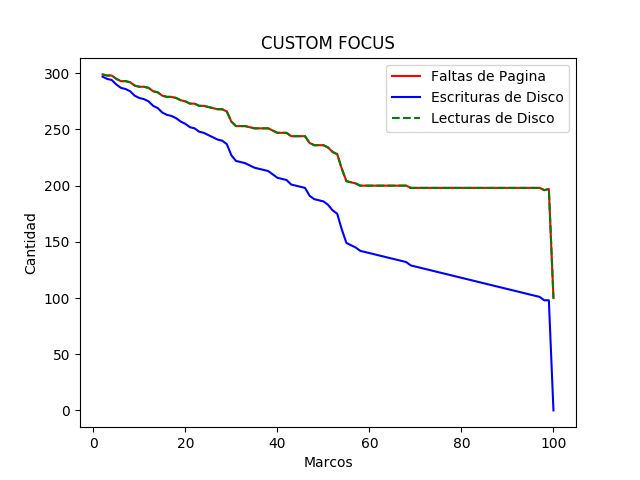 CUSTOM FOCUS
Faltas de Pagina
Escrituras de Disco
Lecturas de Disco
Cantidad
300
250
200
150
100
50
0
0 20 40 60 80 100
Marcos